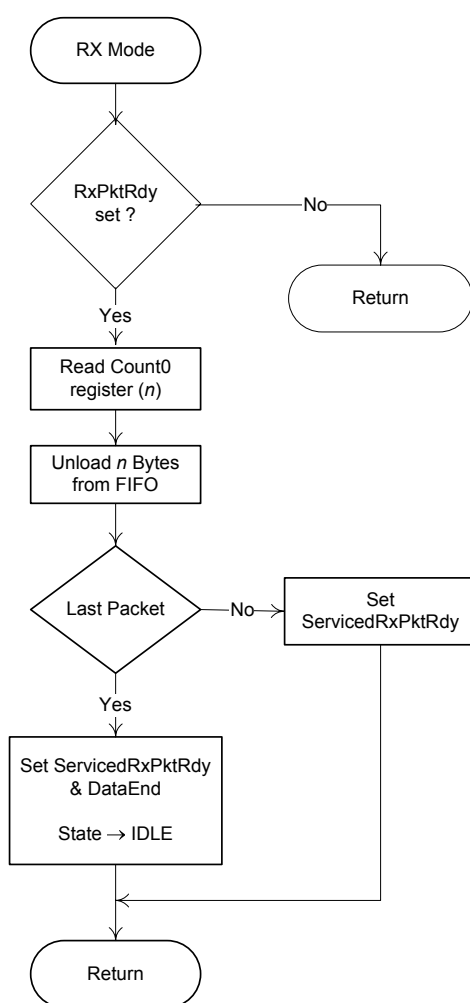 RX Mode
RxPktRdy
set ?
No
Return
Yes
Read Count0
register (n)
Unload n Bytes
from FIFO
Last Packet
No
Set
ServicedRxPktRdy
Yes
Set ServicedRxPktRdy
& DataEnd
State → IDLE
Return